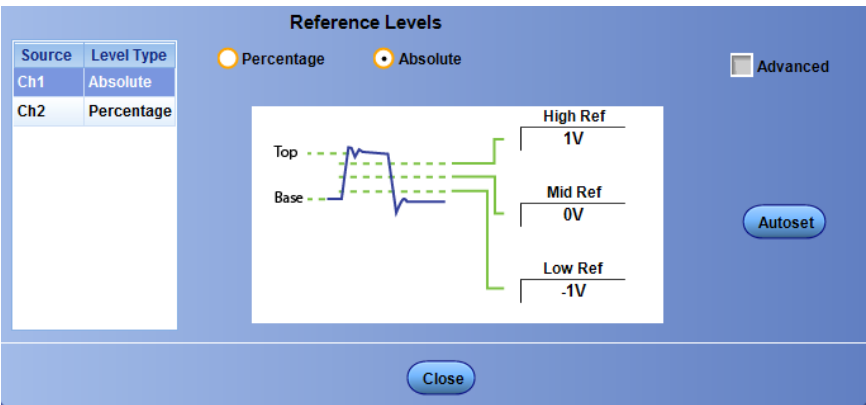 Reference Levels
Source Level Type
Ch1 Absolute
Ch2 Percentage
Percentage Absolute
Advanced
Top
Base
High Ref
1V
Mid Ref
0V
Low Ref
-1V
Autoset
Close